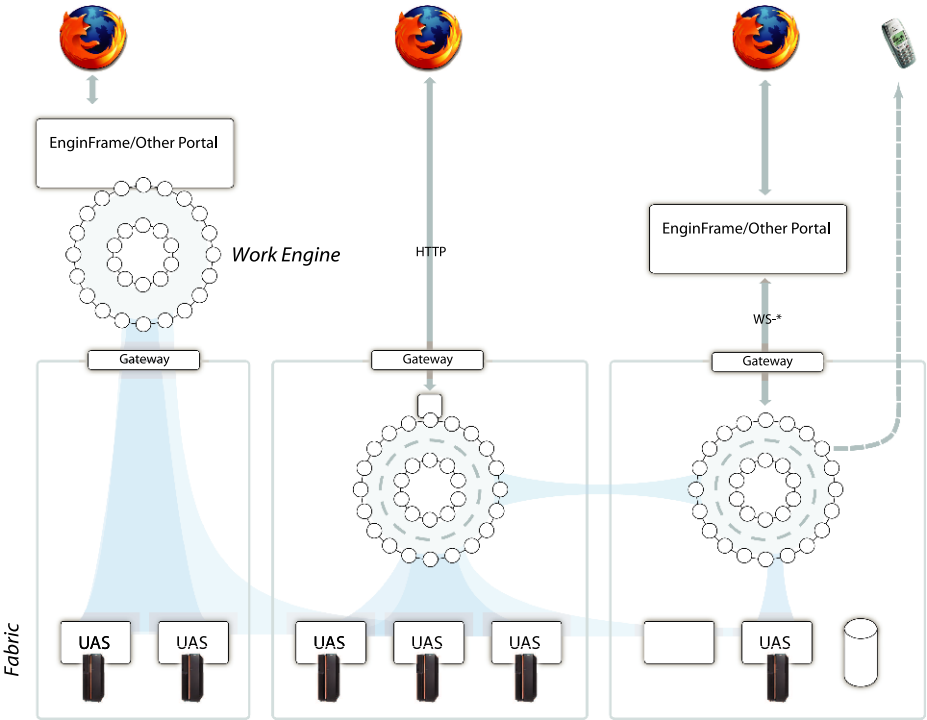 EnginFrame/Other Portal
Work Engine
HTTP
EnginFrame/Other Portal
WS-*
Gateway
Gateway
Gateway
Fabric
UAS
UAS
UAS
UAS
UAS
UAS